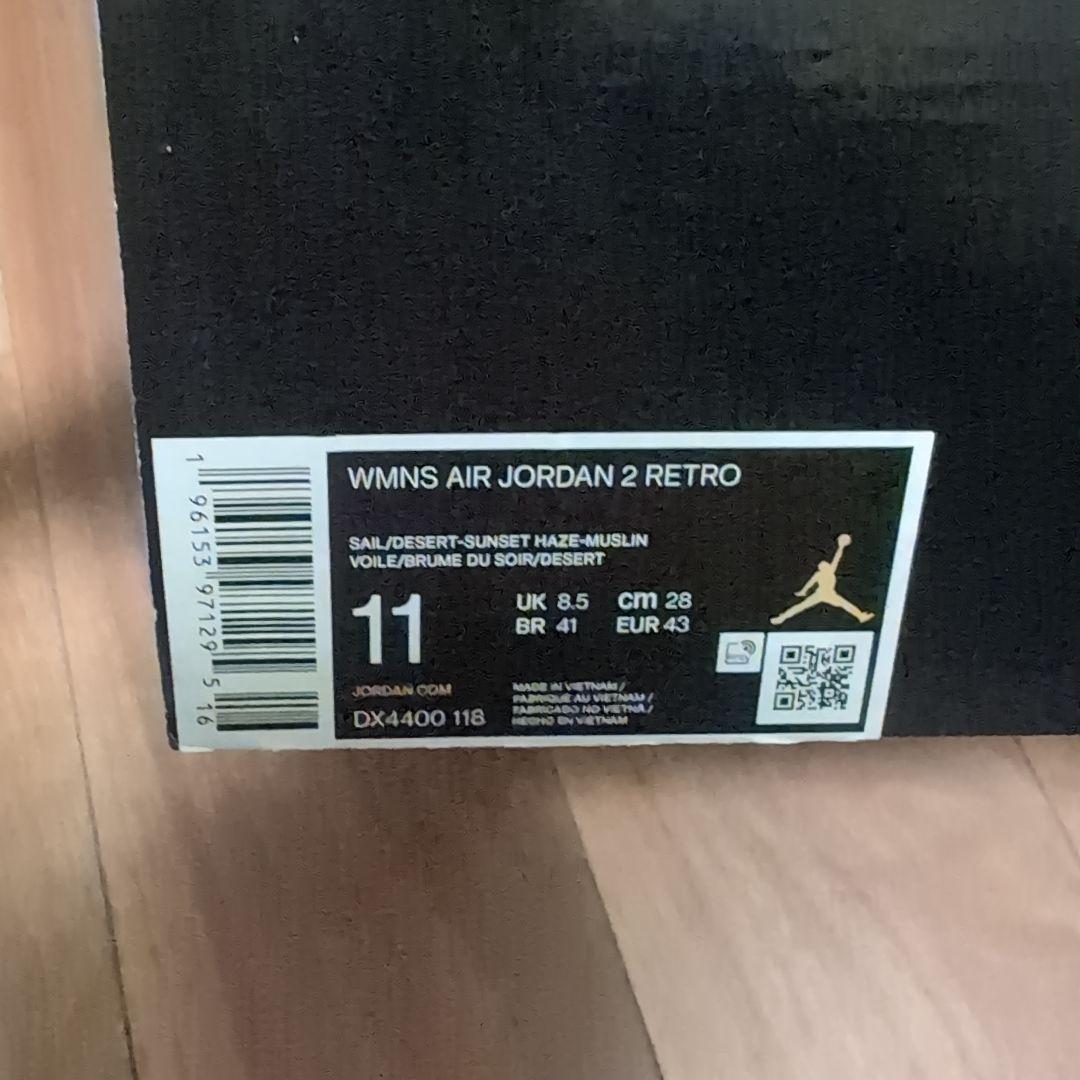 WMNS AIR JORDAN 2 RETRO
SAIL/DESERT-SUNSET HAZE-MUSLIN
VOILE/BRUME DU SOIR/DESERT
11
UK 8.5 cm 28
BR 41 EUR 43
JORDAN.COM
DX4400 118
MADE IN VIETNAM /
FABRIQUE AU VIETNAM /
FABRICADO NO VIETNÃ /
HECHO EN VIETNAM
1 96153 97129 5 16